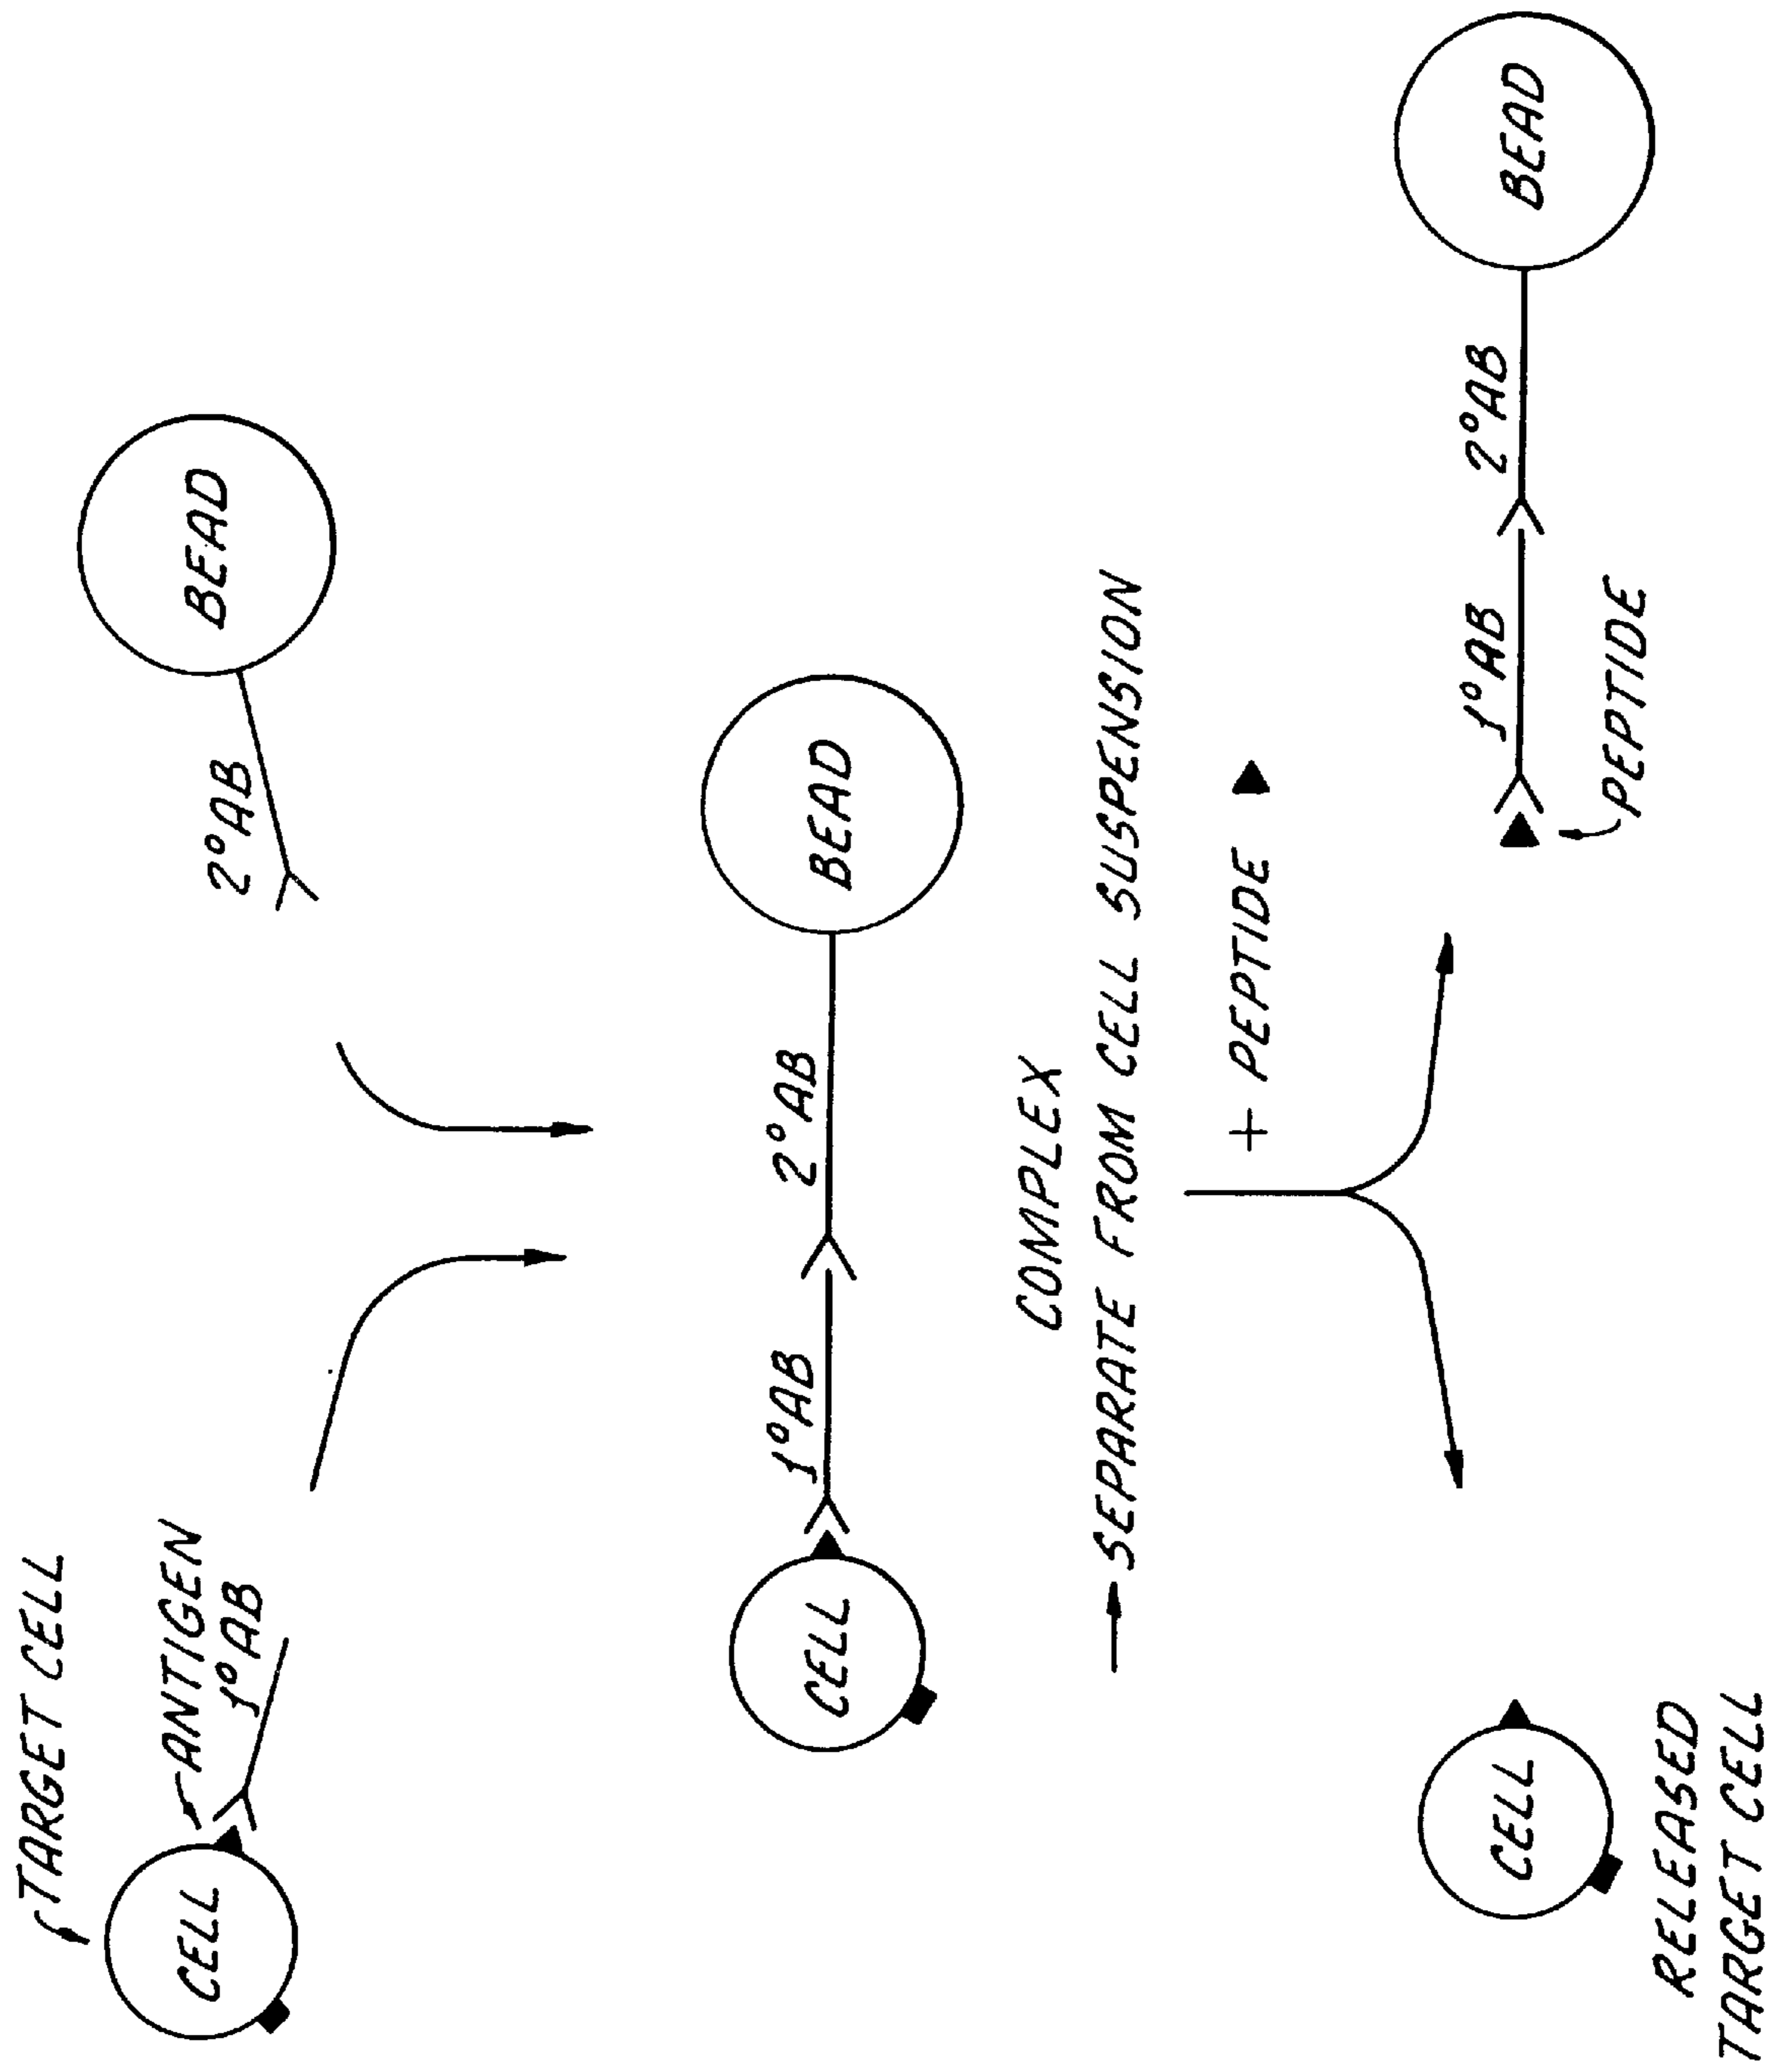 TARGET CELL
ANTIGEN
1°AB
CELL
2°AB
BEAD
CELL
1°AB
2°AB
BEAD
COMPLEX
SEPARATE FROM CELL SUSPENSION
+ PEPTIDE
CELL
RELEASED
TARGET CELL
1°AB
2°AB
BEAD
PEPTIDE